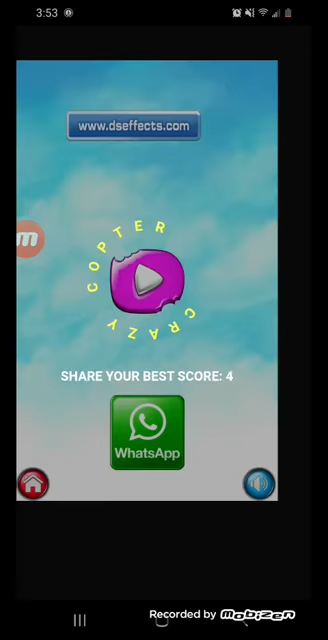 3:53
www.dseffects.com
CRAZY COPTER
SHARE YOUR BEST SCORE: 4
WhatsApp
Recorded by Mobizen